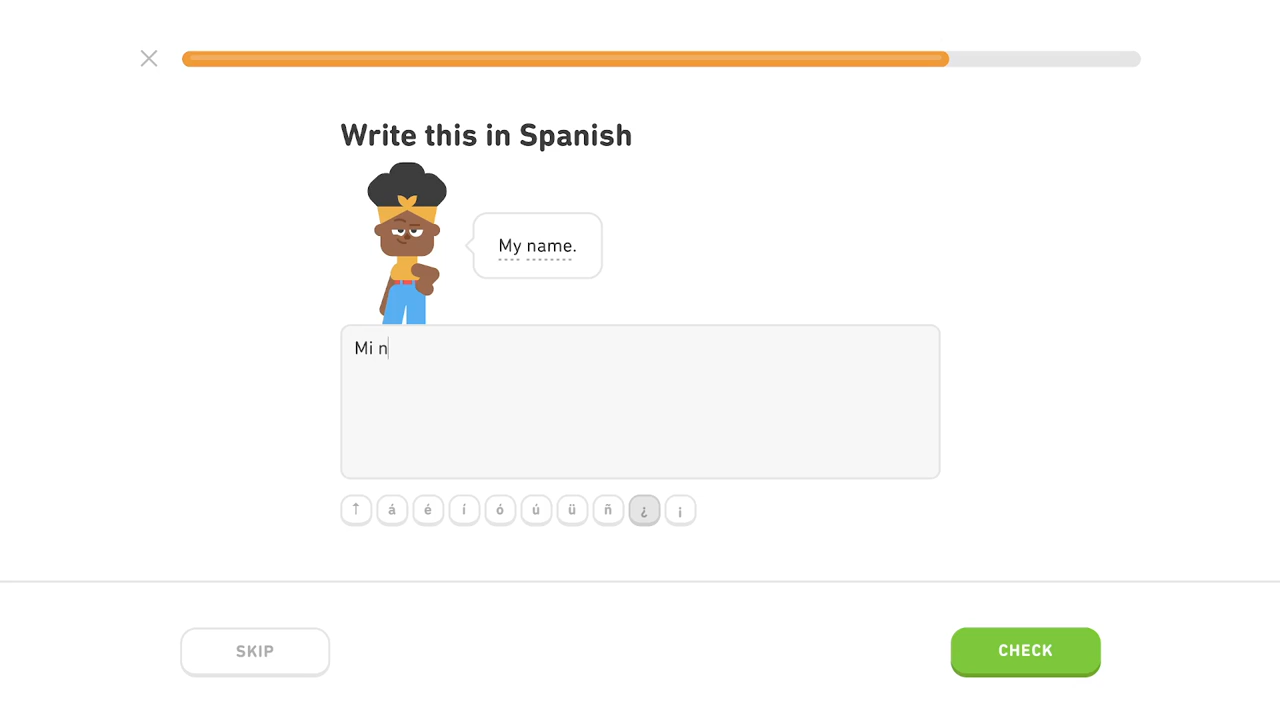 Write this in Spanish
My name.
Mi n
↑ á é í ó ú ü ñ ¿ ¡
SKIP
CHECK